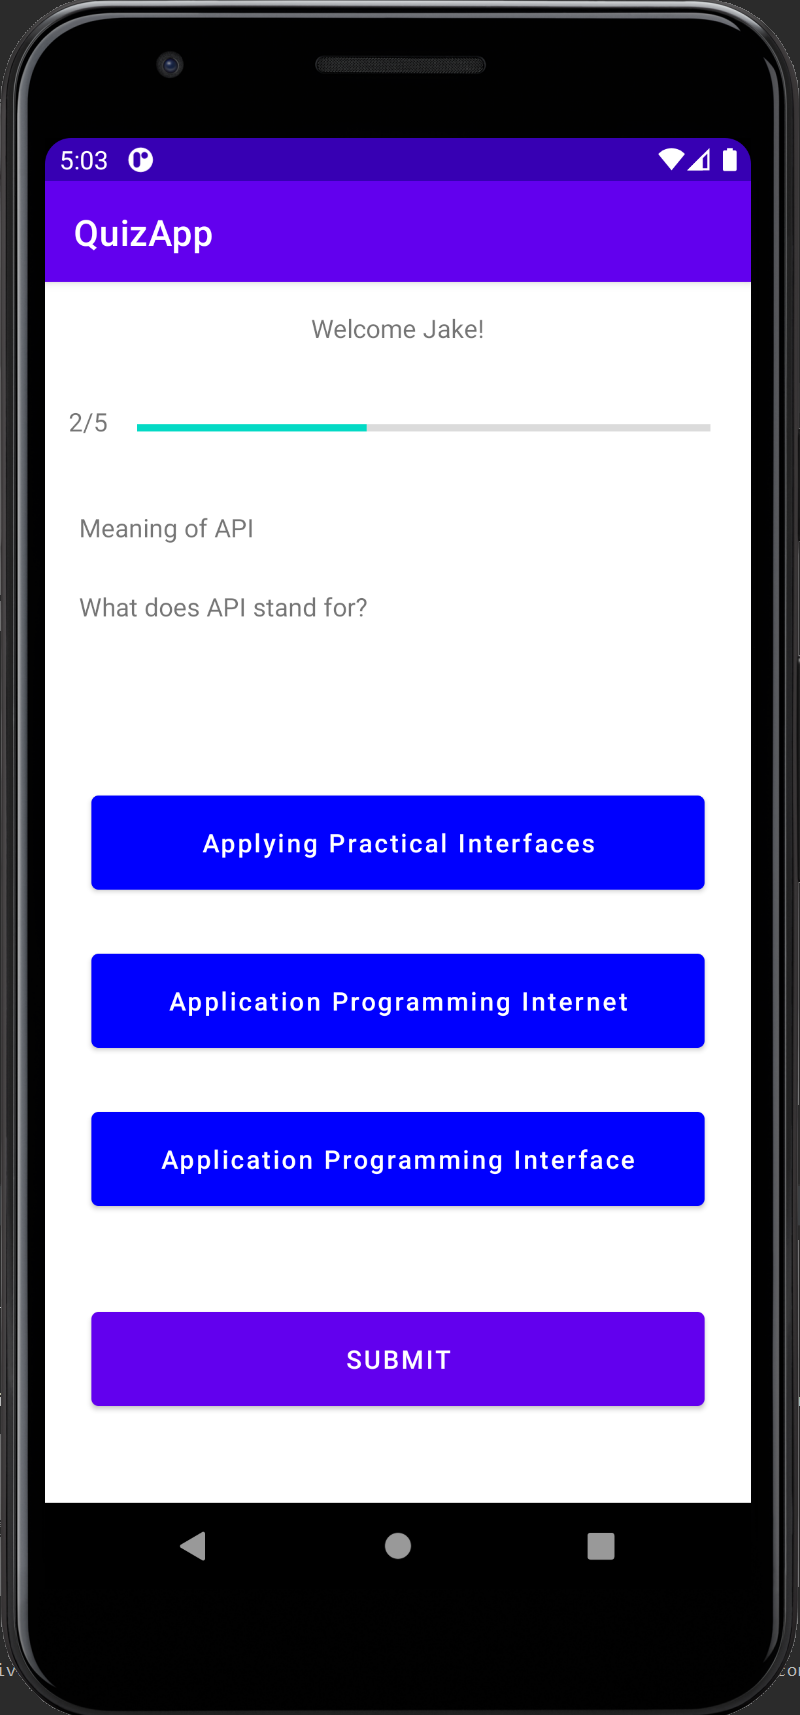 5:03
QuizApp
Welcome Jake!
2/5
Meaning of API
What does API stand for?
Applying Practical Interfaces
Application Programming Internet
Application Programming Interface
SUBMIT